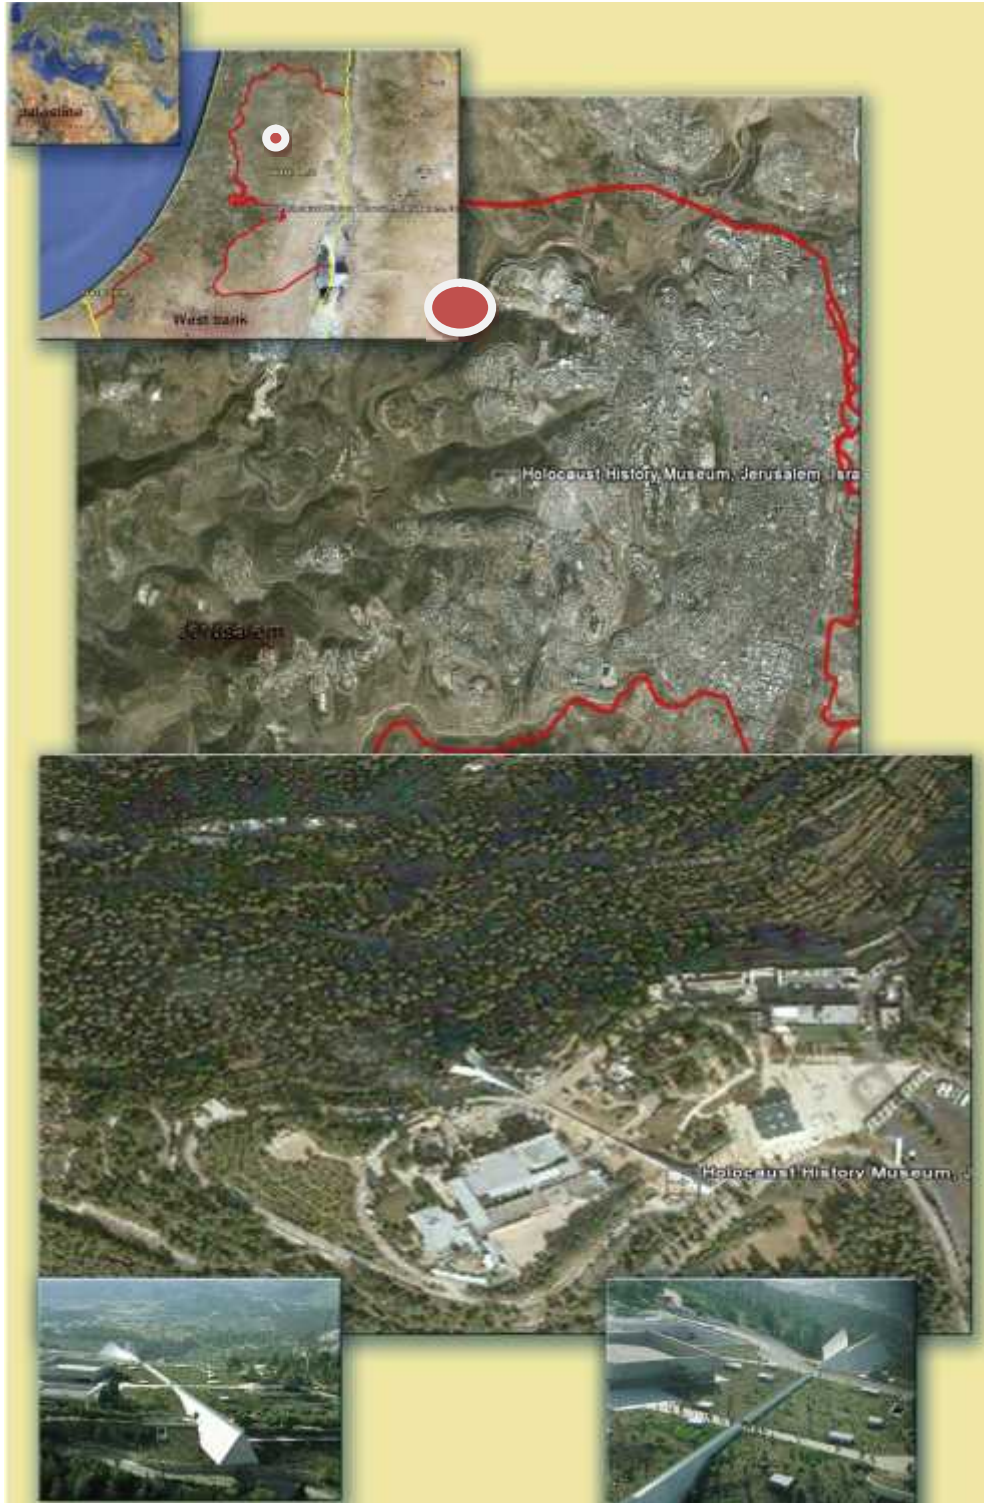 palestine
West bank
Holocaust History Museum, Jerusalem, Isra
Jerusalem
Holocaust History Museum, J